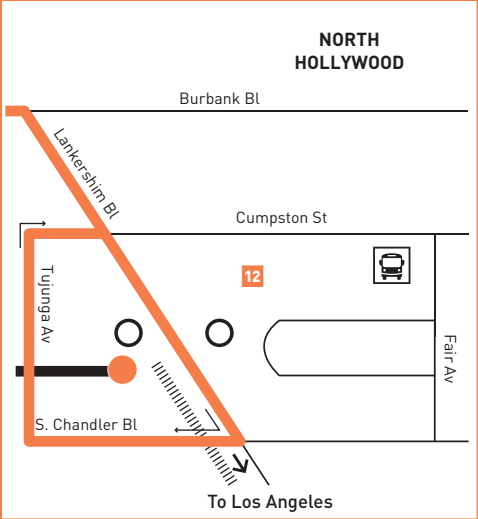 NORTH
HOLLYWOOD
Burbank Bl
Lankershim Bl
Cumpston St
12
Tujunga Av
Fair Av
S. Chandler Bl
To Los Angeles